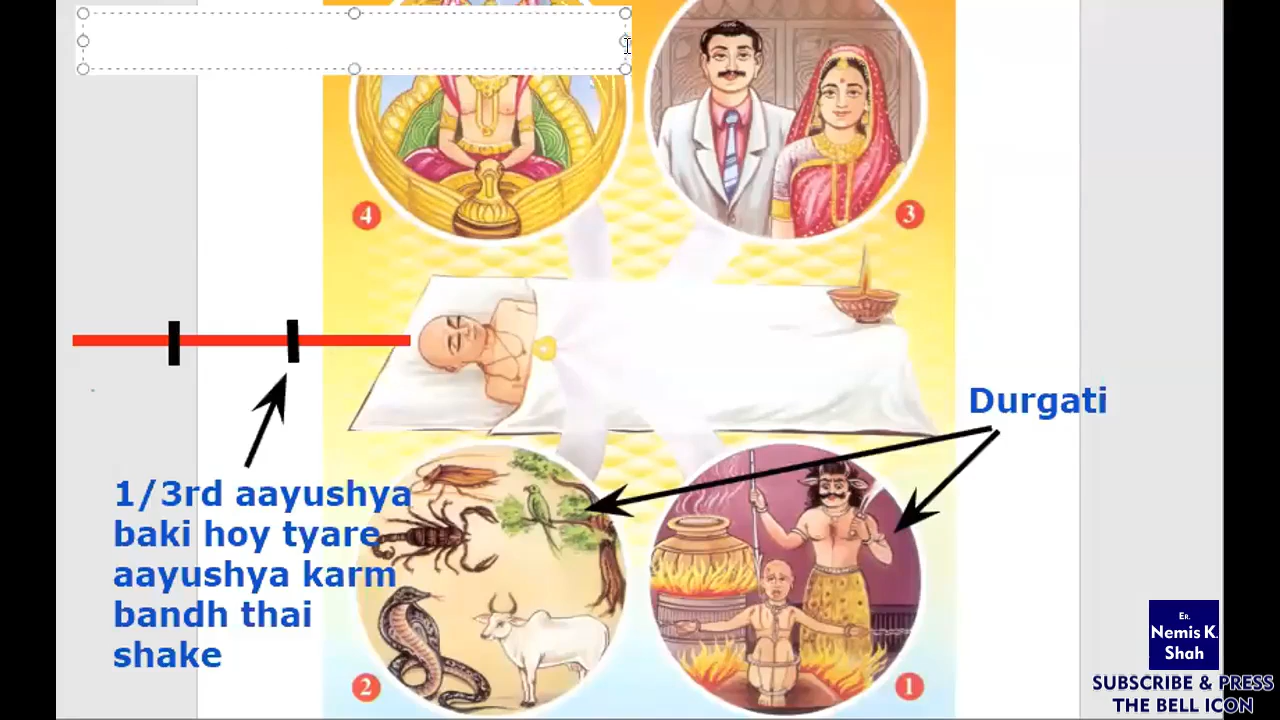 4
3
Durgati
1/3rd aayushya
baki hoy tyare
aayushya karm
bandh thai
shake
2
1
Er.
Nemis K.
Shah
SUBSCRIBE & PRESS
THE BELL ICON